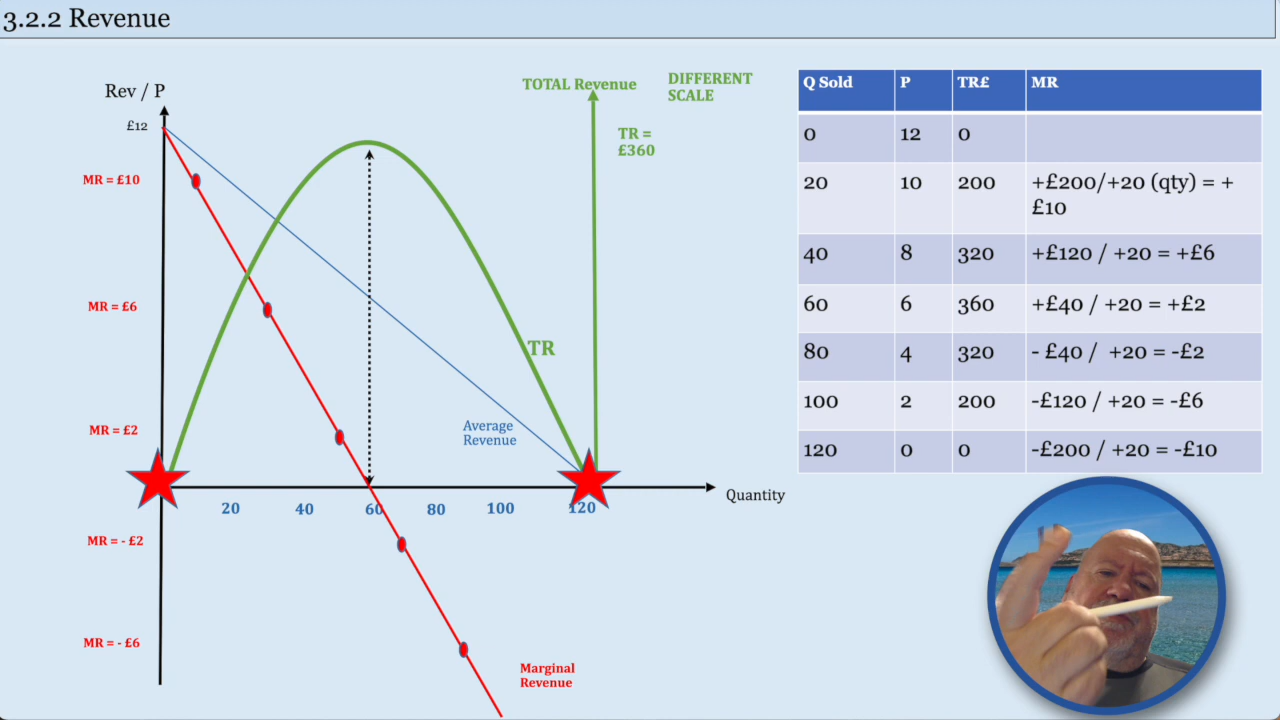 3.2.2 Revenue
Rev / P
£12
MR = £10
MR = £6
MR = £2
MR = - £2
MR = - £6
TOTAL Revenue
DIFFERENT
SCALE
TR =
£360
TR
Average
Revenue
Quantity
20 40 60 80 100 120
Marginal
Revenue
Q Sold P TR£ MR
0 12 0
20 10 200 +£200/+20 (qty) = +
£10
40 8 320 +£120 / +20 = +£6
60 6 360 +£40 / +20 = +£2
80 4 320 - £40 / +20 = -£2
100 2 200 -£120 / +20 = -£6
120 0 0 -£200 / +20 = -£10